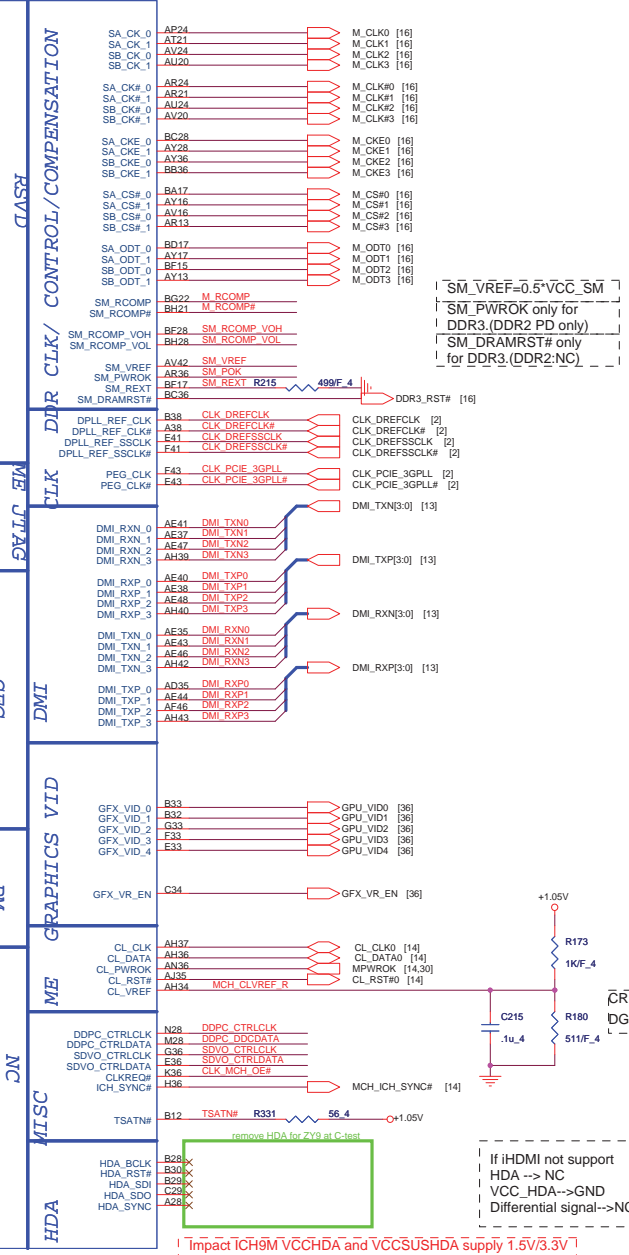 RSVD
ME JTAG
NC
DDR CLK/ CONTROL/COMPENSATION
SA_CK_0 AP24 M_CLK0 [16]
SA_CK_1 AT21 M_CLK1 [16]
SB_CK_0 AV24 M_CLK2 [16]
SB_CK_1 AU20 M_CLK3 [16]
SA_CK#_0 AR24 M_CLK#0 [16]
SA_CK#_1 AR21 M_CLK#1 [16]
SB_CK#_0 AU24 M_CLK#2 [16]
SB_CK#_1 AV20 M_CLK#3 [16]
SA_CKE_0 BC28 M_CKE0 [16]
SA_CKE_1 AY28 M_CKE1 [16]
SB_CKE_0 AY36 M_CKE2 [16]
SB_CKE_1 BB36 M_CKE3 [16]
SA_CS#_0 BA17 M_CS#0 [16]
SA_CS#_1 AY16 M_CS#1 [16]
SB_CS#_0 AV16 M_CS#2 [16]
SB_CS#_1 AR13 M_CS#3 [16]
SA_ODT_0 BD17 M_ODT0 [16]
SA_ODT_1 AY17 M_ODT1 [16]
SB_ODT_0 BF15 M_ODT2 [16]
SB_ODT_1 AY13 M_ODT3 [16]
SM_RCOMP BG22 M_RCOMP
SM_RCOMP# BH21 M_RCOMP#
SM_RCOMP_VOH BF28 SM_RCOMP_VOH
SM_RCOMP_VOL BH28 SM_RCOMP_VOL
SM_VREF AV42 SM_VREF
SM_PWROK AR36 SM_POK
SM_REXT BF17 SM_REXT R215 499/F_4
SM_DRAMRST# BC36 DDR3_RST# [16]
SM_VREF=0.5*VCC_SM
SM_PWROK only for
DDR3.(DDR2 PD only)
SM_DRAMRST# only
for DDR3.(DDR2:NC)
CLK
DPLL_REF_CLK B38 CLK_DREFCLK CLK_DREFCLK [2]
DPLL_REF_CLK# A38 CLK_DREFCLK# CLK_DREFCLK# [2]
DPLL_REF_SSCLK E41 CLK_DREFSSCLK CLK_DREFSSCLK [2]
DPLL_REF_SSCLK# F41 CLK_DREFSSCLK# CLK_DREFSSCLK# [2]
PEG_CLK F43 CLK_PCIE_3GPLL CLK_PCIE_3GPLL [2]
PEG_CLK# E43 CLK_PCIE_3GPLL# CLK_PCIE_3GPLL# [2]
DMI
DMI_TXN[3:0] [13]
DMI_RXN_0 AE41 DMI_TXN0
DMI_RXN_1 AE37 DMI_TXN1
DMI_RXN_2 AE47 DMI_TXN2
DMI_RXN_3 AH39 DMI_TXN3
DMI_TXP[3:0] [13]
DMI_RXP_0 AE40 DMI_TXP0
DMI_RXP_1 AE38 DMI_TXP1
DMI_RXP_2 AE48 DMI_TXP2
DMI_RXP_3 AH40 DMI_TXP3
DMI_RXN[3:0] [13]
DMI_TXN_0 AE35 DMI_RXN0
DMI_TXN_1 AE43 DMI_RXN1
DMI_TXN_2 AE46 DMI_RXN2
DMI_TXN_3 AH42 DMI_RXN3
DMI_RXP[3:0] [13]
DMI_TXP_0 AD35 DMI_RXP0
DMI_TXP_1 AE44 DMI_RXP1
DMI_TXP_2 AF46 DMI_RXP2
DMI_TXP_3 AH43 DMI_RXP3
GRAPHICS VID
GFX_VID_0 B33 GPU_VID0 [36]
GFX_VID_1 B32 GPU_VID1 [36]
GFX_VID_2 G33 GPU_VID2 [36]
GFX_VID_3 F33 GPU_VID3 [36]
GFX_VID_4 E33 GPU_VID4 [36]
GFX_VR_EN C34 GFX_VR_EN [36]
ME
CL_CLK AH37 CL_CLK0 [14]
CL_DATA AH36 CL_DATA0 [14]
CL_PWROK AN36 MPWROK [14,30]
CL_RST# AJ35 CL_RST#0 [14]
CL_VREF AH34 MCH_CLVREF_R
+1.05V
R173
1K/F_4
C215
.1u_4
R180
511/F_4
CR
DG
MISC
DDPC_CTRLCLK N28 DDPC_CTRLCLK
DDPC_CTRLDATA M28 DDPC_DDCDATA
SDVO_CTRLCLK G36 SDVO_CTRLCLK
SDVO_CTRLDATA E36 SDVO_CTRLDATA
CLKREQ# K36 CLK_MCH_OE#
ICH_SYNC# H36 MCH_ICH_SYNC# [14]
TSATN# B12 TSATN# R331 56_4 +1.05V
remove HDA for ZY9 at C-test
HDA
HDA_BCLK B28
HDA_RST# B30
HDA_SDI B29
HDA_SDO C29
HDA_SYNC A28
If iHDMI not support
HDA --> NC
VCC_HDA-->GND
Differential signal-->NC
Impact ICH9M VCCHDA and VCCSUSHDA supply 1.5V/3.3V